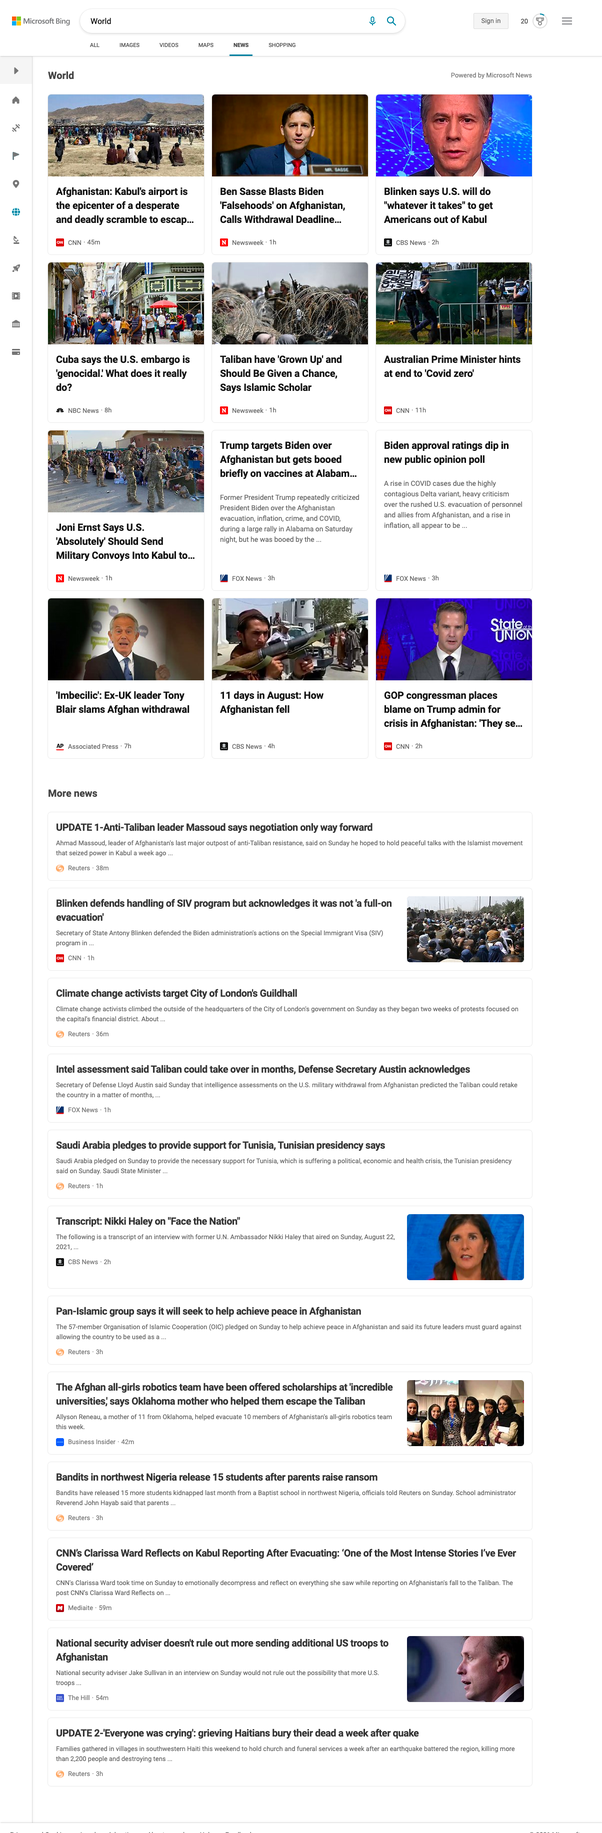 Microsoft Bing
World
Sign in
20
ALL
IMAGES
VIDEOS
MAPS
NEWS
SHOPPING
World
Powered by Microsoft News
Afghanistan: Kabul's airport is
the epicenter of a desperate
and deadly scramble to escap...
CNN · 45m
MR. SASSE
Ben Sasse Blasts Biden
'Falsehoods' on Afghanistan,
Calls Withdrawal Deadline...
Newsweek · 1h
Blinken says U.S. will do
"whatever it takes" to get
Americans out of Kabul
CBS News · 2h
Cuba says the U.S. embargo is
'genocidal.' What does it really
do?
NBC News · 8h
Taliban have 'Grown Up' and
Should Be Given a Chance,
Says Islamic Scholar
Newsweek · 1h
Australian Prime Minister hints
at end to 'Covid zero'
CNN · 11h
Joni Ernst Says U.S.
'Absolutely' Should Send
Military Convoys Into Kabul to...
Newsweek · 1h
Trump targets Biden over
Afghanistan but gets booed
briefly on vaccines at Alabam...
Former President Trump repeatedly criticized
President Biden over the Afghanistan
evacuation, inflation, crime, and COVID,
during a large rally in Alabama on Saturday
night, but he was booed by the ...
FOX News · 3h
Biden approval ratings dip in
new public opinion poll
A rise in COVID cases due the highly
contagious Delta variant, heavy criticism
over the rushed U.S. evacuation of personnel
and allies from Afghanistan, and a rise in
inflation, all appear to be ...
FOX News · 3h
'Imbecilic': Ex-UK leader Tony
Blair slams Afghan withdrawal
AP Associated Press · 7h
11 days in August: How
Afghanistan fell
CBS News · 4h
State of the
UNION
GOP congressman places
blame on Trump admin for
crisis in Afghanistan: 'They se...
CNN · 2h
More news
UPDATE 1-Anti-Taliban leader Massoud says negotiation only way forward
Ahmad Massoud, leader of Afghanistan's last major outpost of anti-Taliban resistance, said on Sunday he hoped to hold peaceful talks with the Islamist movement
that seized power in Kabul a week ago ...
Reuters · 38m
Blinken defends handling of SIV program but acknowledges it was not 'a full-on
evacuation'
Secretary of State Antony Blinken defended the Biden administration's actions on the Special Immigrant Visa (SIV)
program in ...
CNN · 1h
Climate change activists target City of London's Guildhall
Climate change activists climbed the outside of the headquarters of the City of London's government on Sunday as they began two weeks of protests focused on
the capital's financial district. About ...
Reuters · 36m
Intel assessment said Taliban could take over in months, Defense Secretary Austin acknowledges
Secretary of Defense Lloyd Austin said Sunday that intelligence assessments on the U.S. military withdrawal from Afghanistan predicted the Taliban could retake
the country in a matter of months, ...
FOX News · 1h
Saudi Arabia pledges to provide support for Tunisia, Tunisian presidency says
Saudi Arabia pledged on Sunday to provide the necessary support for Tunisia, which is suffering a political, economic and health crisis, the Tunisian presidency
said on Sunday. Saudi State Minister ...
Reuters · 1h
Transcript: Nikki Haley on "Face the Nation"
The following is a transcript of an interview with former U.N. Ambassador Nikki Haley that aired on Sunday, August 22,
2021, ...
CBS News · 2h
Pan-Islamic group says it will seek to help achieve peace in Afghanistan
The 57-member Organisation of Islamic Cooperation (OIC) pledged on Sunday to help achieve peace in Afghanistan and said its future leaders must guard against
allowing the country to be used as a ...
Reuters · 3h
The Afghan all-girls robotics team have been offered scholarships at 'incredible
universities,' says Oklahoma mother who helped them escape the Taliban
Allyson Reneau, a mother of 11 from Oklahoma, helped evacuate 10 members of Afghanistan's all-girls robotics team
this week.
Business Insider · 42m
Bandits in northwest Nigeria release 15 students after parents raise ransom
Bandits have released 15 more students kidnapped last month from a Baptist school in northwest Nigeria, officials told Reuters on Sunday. School administrator
Reverend John Hayab said that parents ...
Reuters · 3h
CNN's Clarissa Ward Reflects on Kabul Reporting After Evacuating: 'One of the Most Intense Stories I've Ever
Covered'
CNN's Clarissa Ward took time on Sunday to emotionally decompress and reflect on everything she saw while reporting on Afghanistan's fall to the Taliban. The
post CNN's Clarissa Ward Reflects on ...
Mediaite · 59m
National security adviser doesn't rule out more sending additional US troops to
Afghanistan
National security adviser Jake Sullivan in an interview on Sunday would not rule out the possibility that more U.S.
troops ...
The Hill · 54m
UPDATE 2-'Everyone was crying': grieving Haitians bury their dead a week after quake
Families gathered in villages in southwestern Haiti this weekend to hold church and funeral services a week after an earthquake battered the region, killing more
than 2,200 people and destroying tens ...
Reuters · 3h